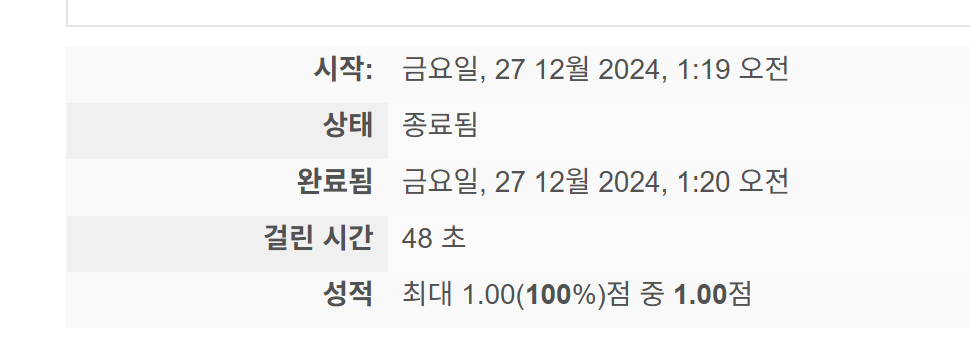 시작: 금요일, 27 12월 2024, 1:19 오전
상태 종료됨
완료됨 금요일, 27 12월 2024, 1:20 오전
걸린 시간 48 초
성적 최대 1.00(100%)점 중 1.00점